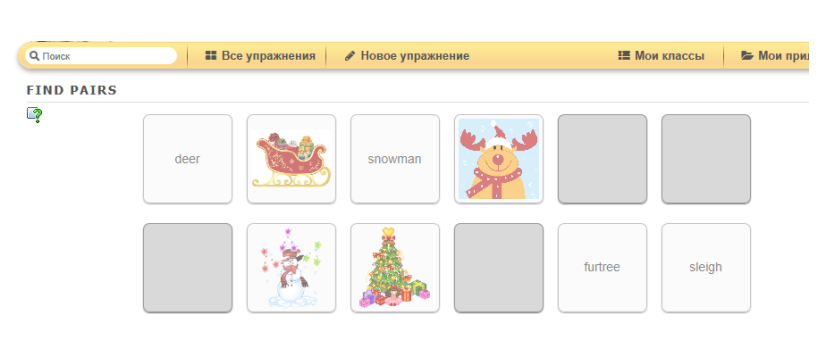 Поиск
Все упражнения
Новое упражнение
Мои классы
Мои при
FIND PAIRS
deer
snowman
furtree
sleigh